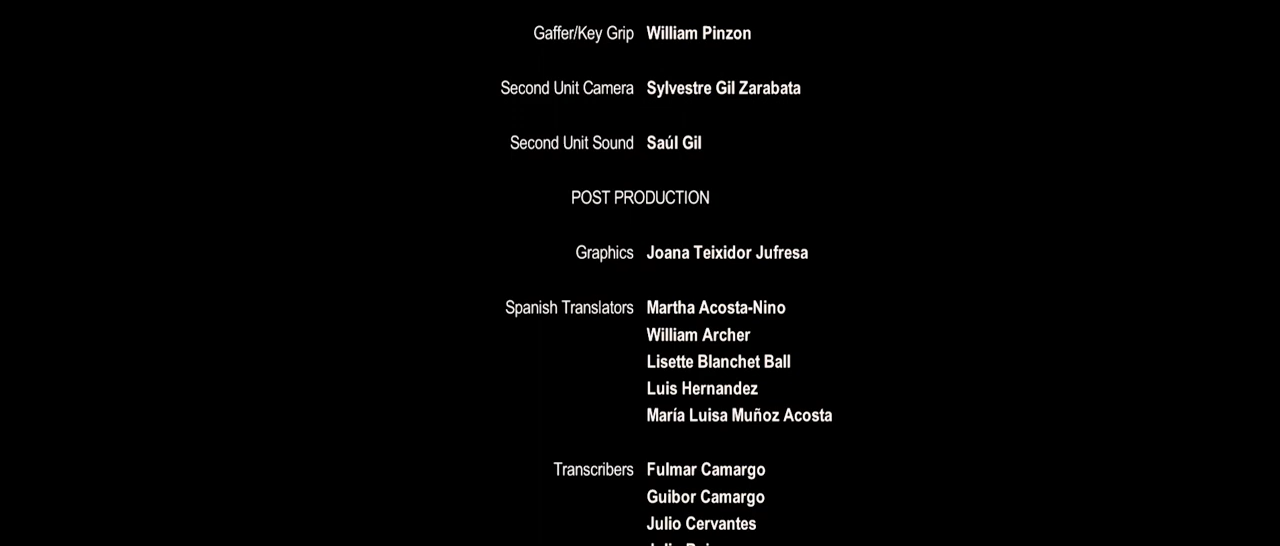 Gaffer/Key Grip William Pinzon
Second Unit Camera Sylvestre Gil Zarabata
Second Unit Sound Saúl Gil
POST PRODUCTION
Graphics Joana Teixidor Jufresa
Spanish Translators Martha Acosta-Nino
William Archer
Lisette Blanchet Ball
Luis Hernandez
María Luisa Muñoz Acosta
Transcribers Fulmar Camargo
Guibor Camargo
Julio Cervantes